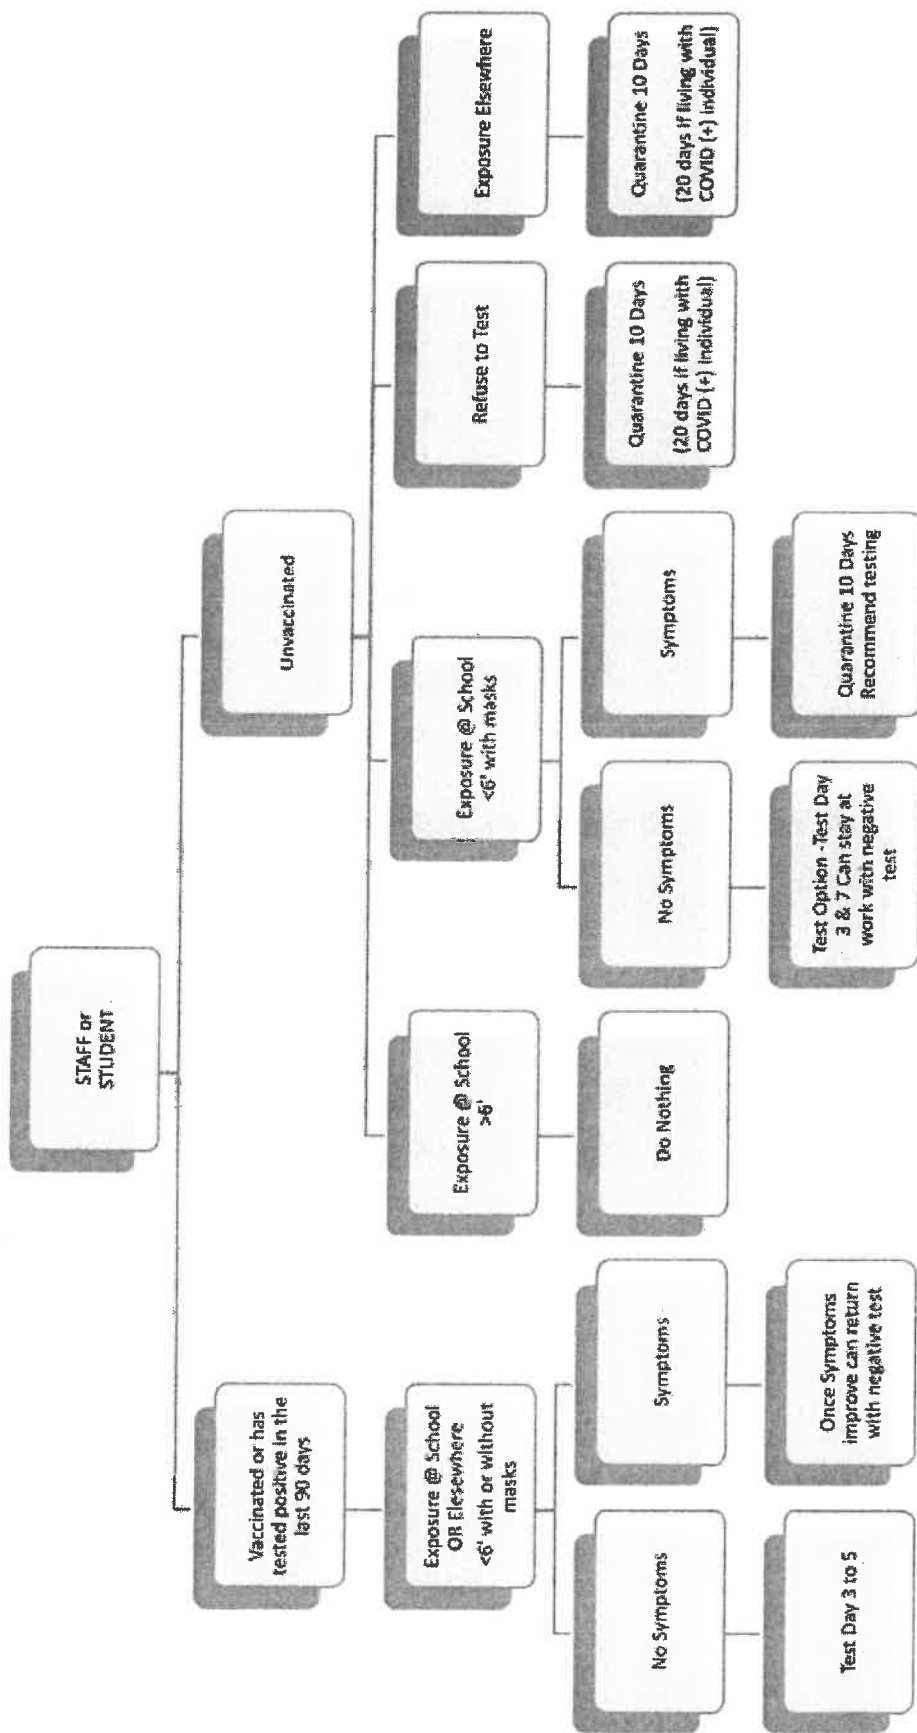 STAFF or
STUDENT
Vaccinated or has
tested positive in the
last 90 days
Unvaccinated
Exposure @ School
OR Elesewhere
<6' with or without
masks
Exposure @ School
>6'
Exposure @ School
<6' with masks
Refuse to Test
Exposure Elsewhere
No Symptoms
Symptoms
Do Nothing
No Symptoms
Symptoms
Quarantine 10 Days
(20 days if living with
COVID (+) individual)
Quarantine 10 Days
(20 days if living with
COVID (+) individual)
Test Day 3 to 5
Once Symptoms
improve can return
with negative test
Test Option -Test Day
3 & 7 Can stay at
work with negative
test
Quarantine 10 Days
Recommend testing